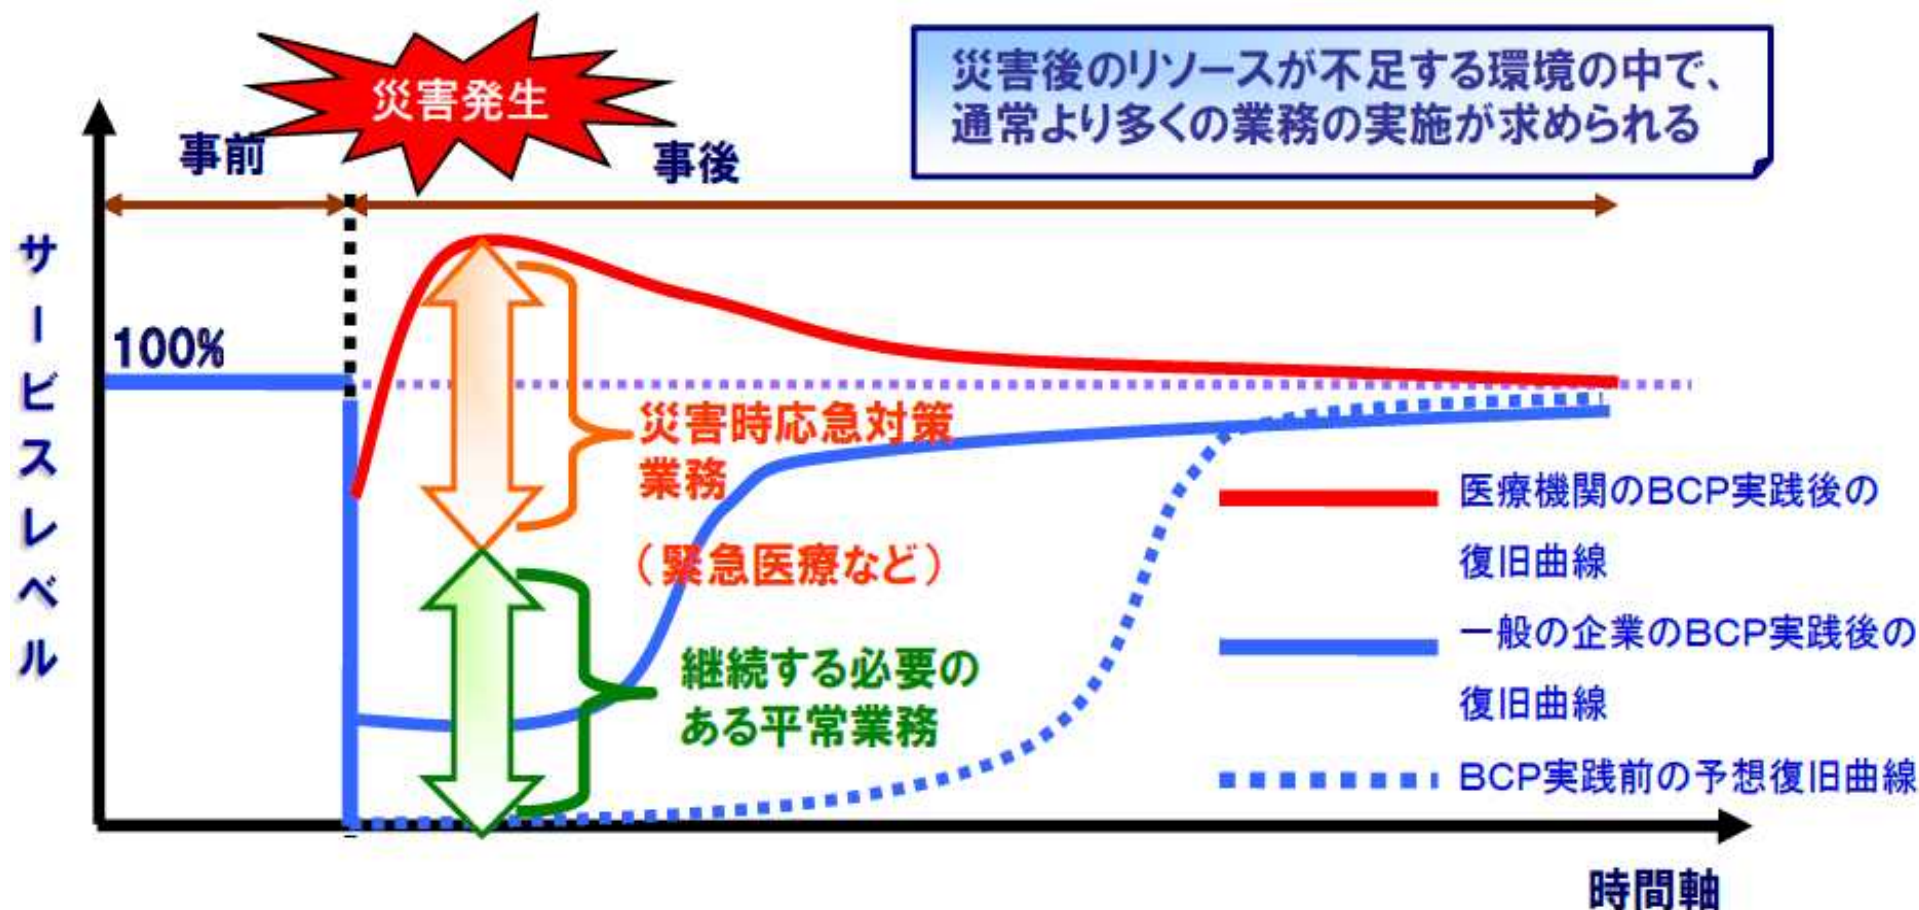 災害発生
災害後のリソースが不足する環境の中で、
通常より多くの業務の実施が求められる
事前
事後
サービスレベル
100%
災害時応急対策
業務
（緊急医療など）
継続する必要の
ある平常業務
医療機関のBCP実践後の
復旧曲線
一般の企業のBCP実践後の
復旧曲線
BCP実践前の予想復旧曲線
時間軸